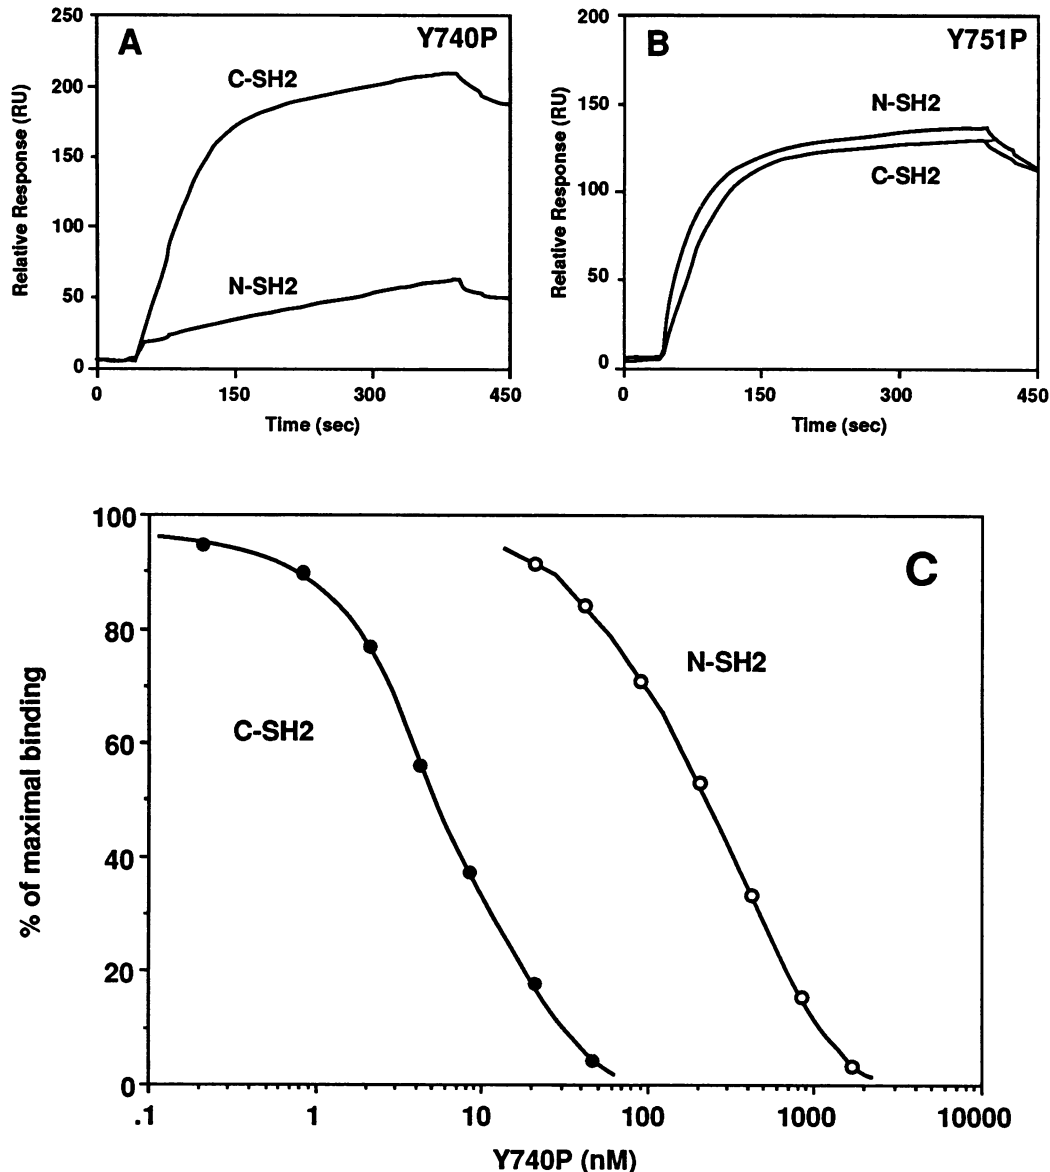 A
Y740P
250
200
150
100
50
0
Relative Response (RU)
C-SH2
N-SH2
0 150 300 450
Time (sec)
B
Y751P
200
150
100
50
0
Relative Response (RU)
N-SH2
C-SH2
0 150 300 450
Time (sec)
C
100
80
60
40
20
0
% of maximal binding
C-SH2
N-SH2
.1 1 10 100 1000 10000
Y740P (nM)